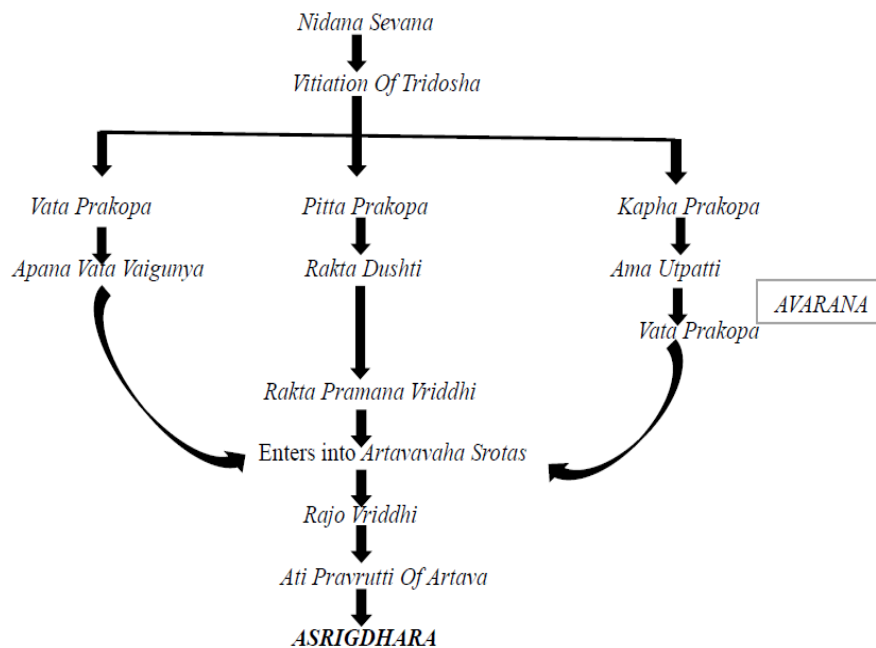 Nidana Sevana
Vitiation Of Tridosha
Vata Prakopa
Pitta Prakopa
Kapha Prakopa
Apana Vata Vaigunya
Rakta Dushti
Ama Utpatti
AVARANA
Vata Prakopa
Rakta Pramana Vriddhi
Enters into Artavavaha Srotas
Rajo Vriddhi
Ati Pravrutti Of Artava
ASRIGDHARA